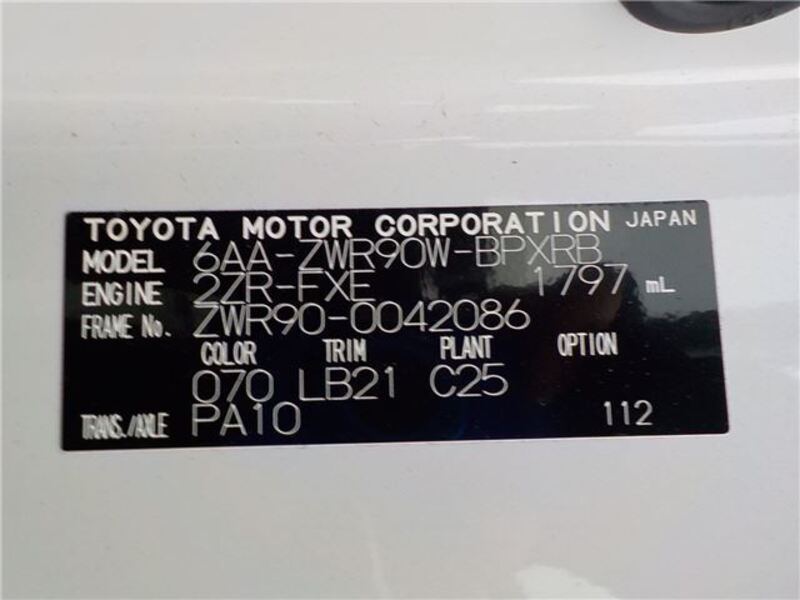 TOYOTA MOTOR CORPORATION JAPAN
MODEL 6AA-ZWR90W-BPXRB
ENGINE 2ZR-FXE 1797 mL
FRAME No. ZWR90-0042086
COLOR TRIM PLANT OPTION
070 LB21 C25
TRANS./AXLE PA10 112